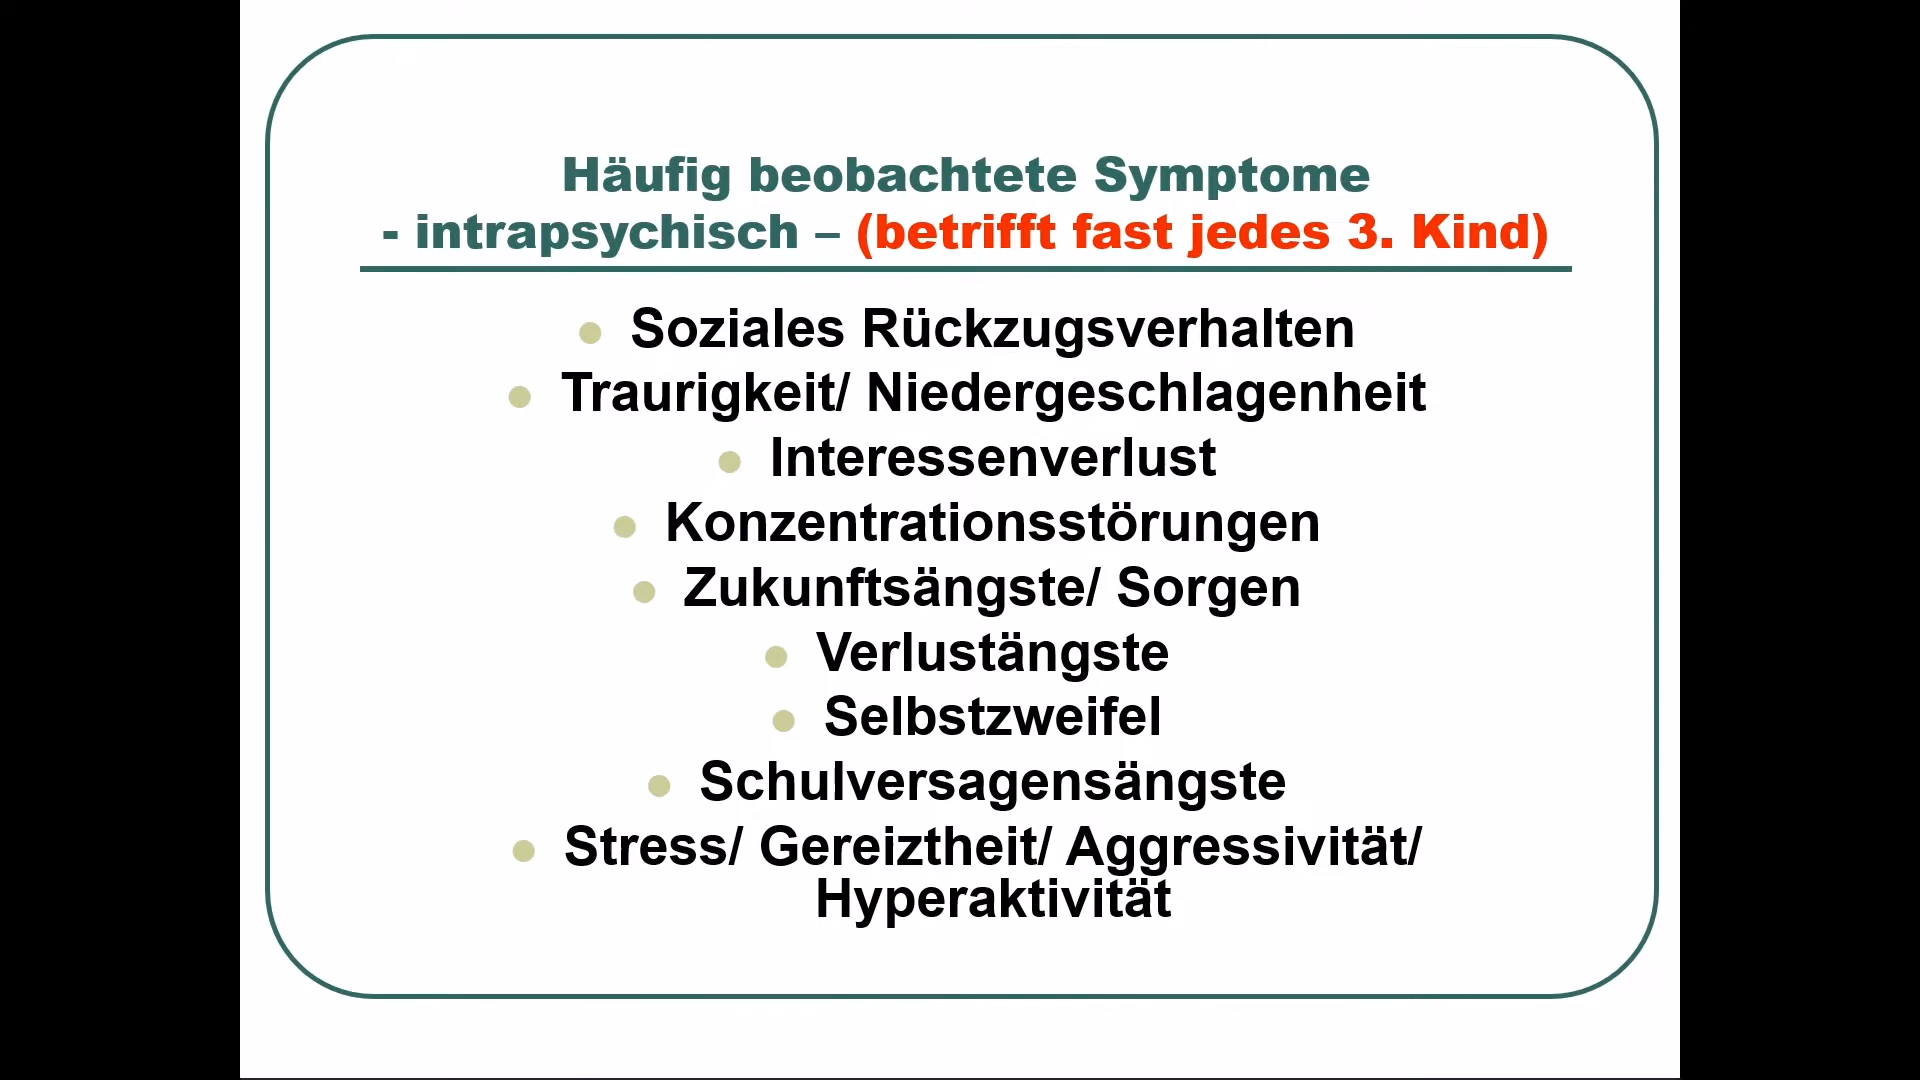 Häufig beobachtete Symptome
- intrapsychisch – (betrifft fast jedes 3. Kind)
Soziales Rückzugsverhalten
Traurigkeit/ Niedergeschlagenheit
Interessenverlust
Konzentrationsstörungen
Zukunftsängste/ Sorgen
Verlustängste
Selbstzweifel
Schulversagensängste
Stress/ Gereiztheit/ Aggressivität/
Hyperaktivität